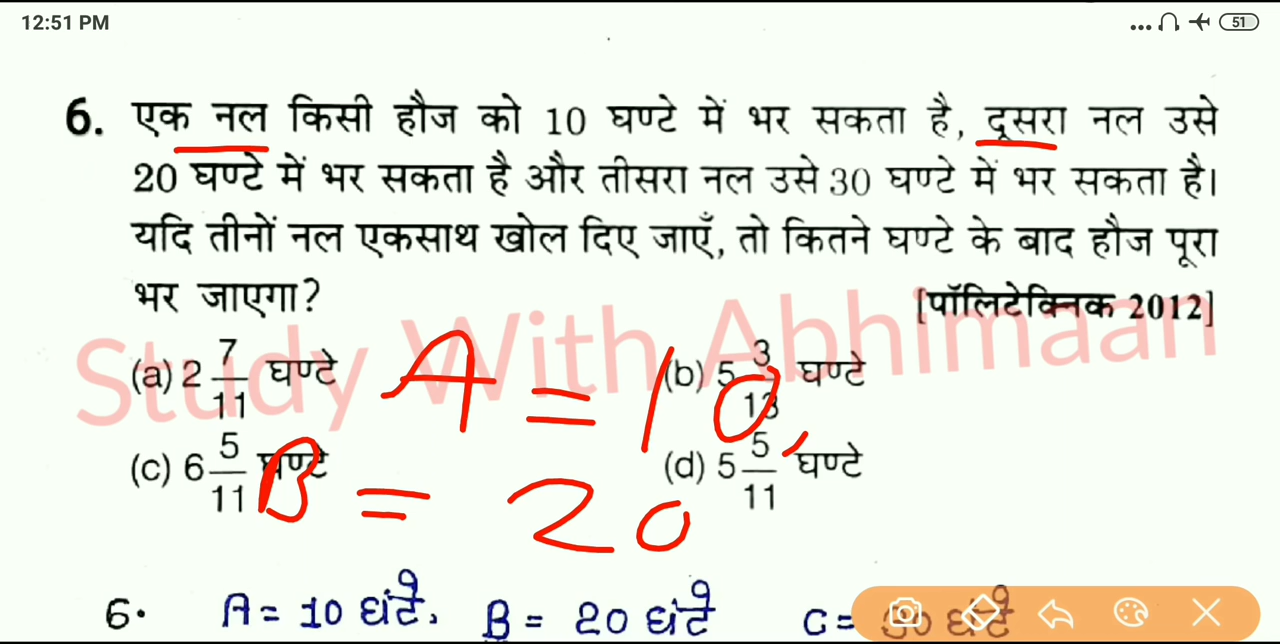 12:51 PM
51
6. एक नल किसी हौज को 10 घण्टे में भर सकता है, दूसरा नल उसे
20 घण्टे में भर सकता है और तीसरा नल उसे 30 घण्टे में भर सकता है।
यदि तीनों नल एकसाथ खोल दिए जाएँ, तो कितने घण्टे के बाद हौज पूरा
भर जाएगा? [पॉलिटेक्निक 2012]
Study With Abhimaan
(a) 2 7/11 घण्टे (b) 5 3/13 घण्टे
A = 10,
(c) 6 5/11 घण्टे (d) 5 5/11 घण्टे
B = 20
6. A = 10 घंटे, B = 20 घंटे C = 30 घंटे